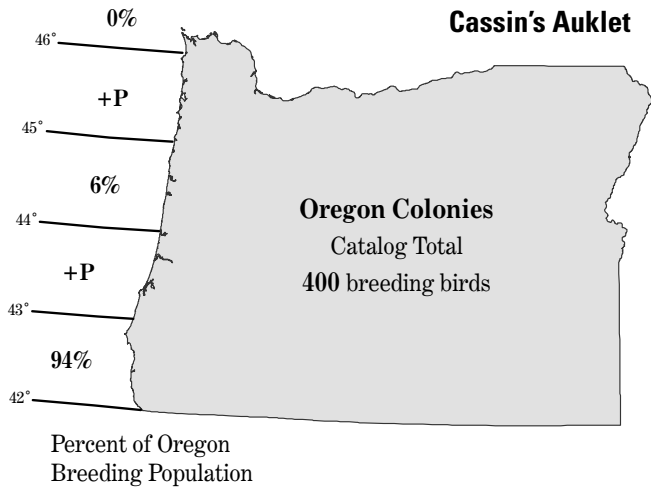 Cassin's Auklet
0%
46°
+P
45°
6%
44°
+P
43°
94%
42°
Oregon Colonies
Catalog Total
400 breeding birds
Percent of Oregon
Breeding Population